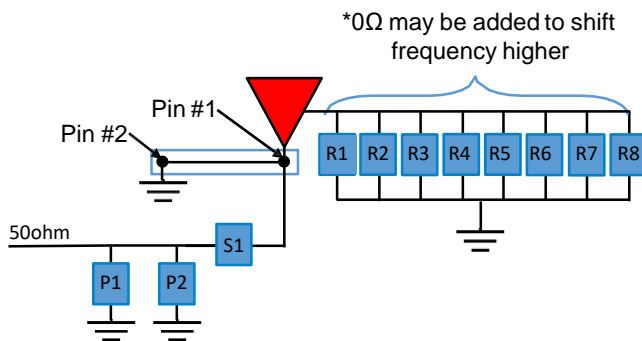 *0Ω may be added to shift
frequency higher
Pin #1
Pin #2
R1 R2 R3 R4 R5 R6 R7 R8
50ohm
S1
P1 P2